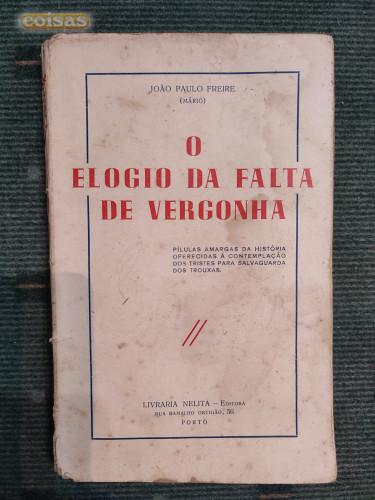 coisas
JOÃO PAULO FREIRE
(MÁRIO)
O
ELOGIO DA FALTA
DE VERGONHA
PÍLULAS AMARGAS DA HISTÓRIA
OFERECIDAS À CONTEMPLAÇÃO
DOS TRISTES PARA SALVAGUARDA
DOS TROUXAS.
LIVRARIA NELITA — EDITORA
RUA RAMALHO ORTIGÃO, 36
PORTO